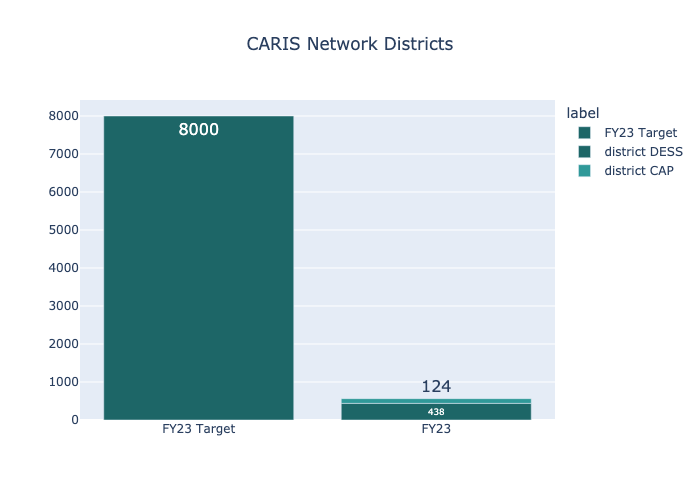 CARIS Network Districts
label
FY23 Target
district DESS
district CAP
8000
7000
6000
5000
4000
3000
2000
1000
0
8000
124
438
FY23 Target
FY23